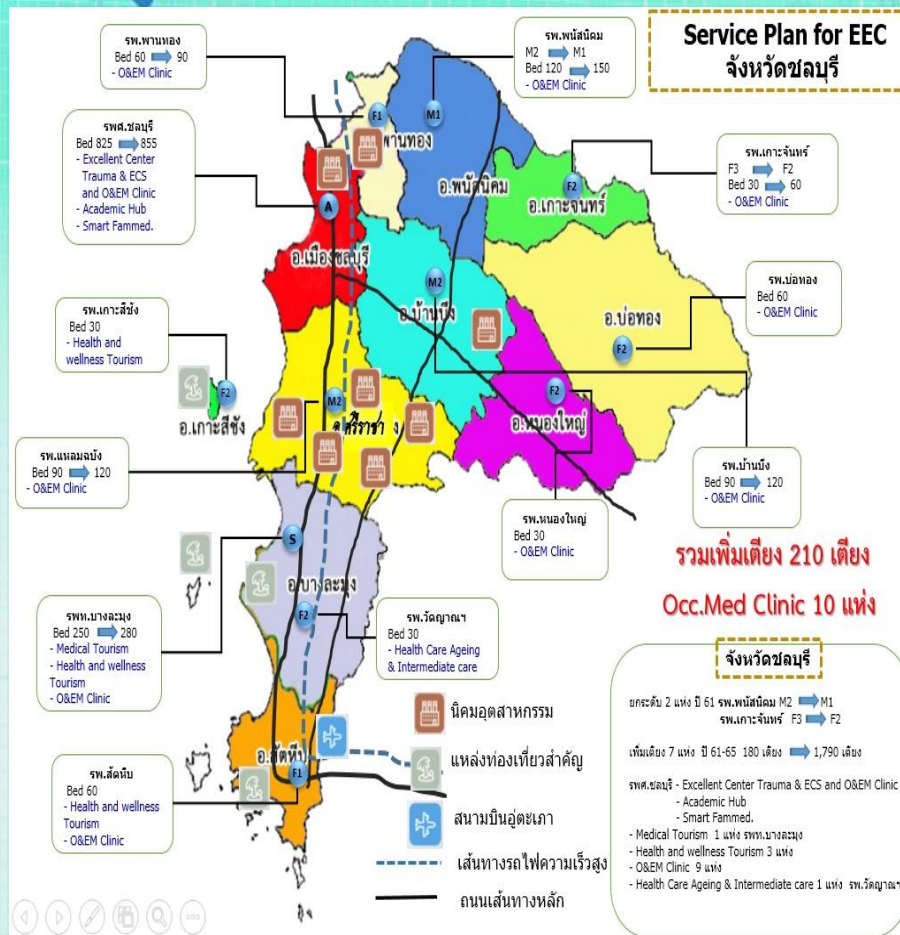 Service Plan for EEC
จังหวัดชลบุรี
รพ.พานทอง
Bed 60 90
- O&EM Clinic
รพ.พนัสนิคม
M2 M1
Bed 120 150
- O&EM Clinic
รพศ.ชลบุรี
Bed 825 855
- Excellent Center
Trauma & ECS
and O&EM Clinic
- Academic Hub
- Smart Fammed.
รพ.เกาะจันทร์
F3 F2
Bed 30 60
- O&EM Clinic
รพ.บ่อทอง
Bed 60
- O&EM Clinic
รพ.เกาะสีชัง
Bed 30
- Health and
wellness Tourism
รพ.แหลมฉบัง
Bed 90 120
- O&EM Clinic
รพ.บ้านบึง
Bed 90 120
- O&EM Clinic
รพ.หนองใหญ่
Bed 30
- O&EM Clinic
รพท.บางละมุง
Bed 250 280
- Medical Tourism
- Health and wellness
Tourism
- O&EM Clinic
รพ.วัดญาณฯ
Bed 30
- Health Care Ageing
& Intermediate care
รพ.สัตหีบ
Bed 60
- Health and wellness
Tourism
- O&EM Clinic
F1
พานทอง
M1
อ.พนัสนิคม
F2
อ.เกาะจันทร์
A
อ.เมืองชลบุรี
M2
อ.บ้านบึง
อ.บ่อทอง
F2
F2
อ.เกาะสีชัง
M2
อ.ศรีราชา ง
F2
อ.หนองใหญ่
S
อ.บางละมุง
F2
อ.สัตหีบ
F1
รวมเพิ่มเตียง 210 เตียง
Occ.Med Clinic 10 แห่ง
นิคมอุตสาหกรรม
แหล่งท่องเที่ยวสำคัญ
สนามบินอู่ตะเภา
เส้นทางรถไฟความเร็วสูง
ถนนเส้นทางหลัก
จังหวัดชลบุรี
ยกระดับ 2 แห่ง ปี 61 รพ.พนัสนิคม M2 M1
รพ.เกาะจันทร์ F3 F2
เพิ่มเตียง 7 แห่ง ปี 61-65 180 เตียง 1,790 เตียง
รพศ.ชลบุรี - Excellent Center Trauma & ECS and O&EM Clinic
- Academic Hub
- Smart Fammed.
- Medical Tourism 1 แห่ง รพท.บางละมุง
- Health and wellness Tourism 3 แห่ง
- O&EM Clinic 9 แห่ง
- Health Care Ageing & Intermediate care 1 แห่ง รพ.วัดญาณฯ